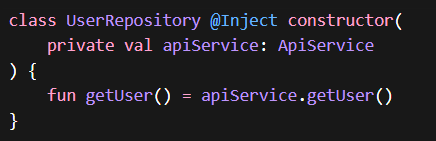 class UserRepository @Inject constructor(
    private val apiService: ApiService
) {
    fun getUser() = apiService.getUser()
}